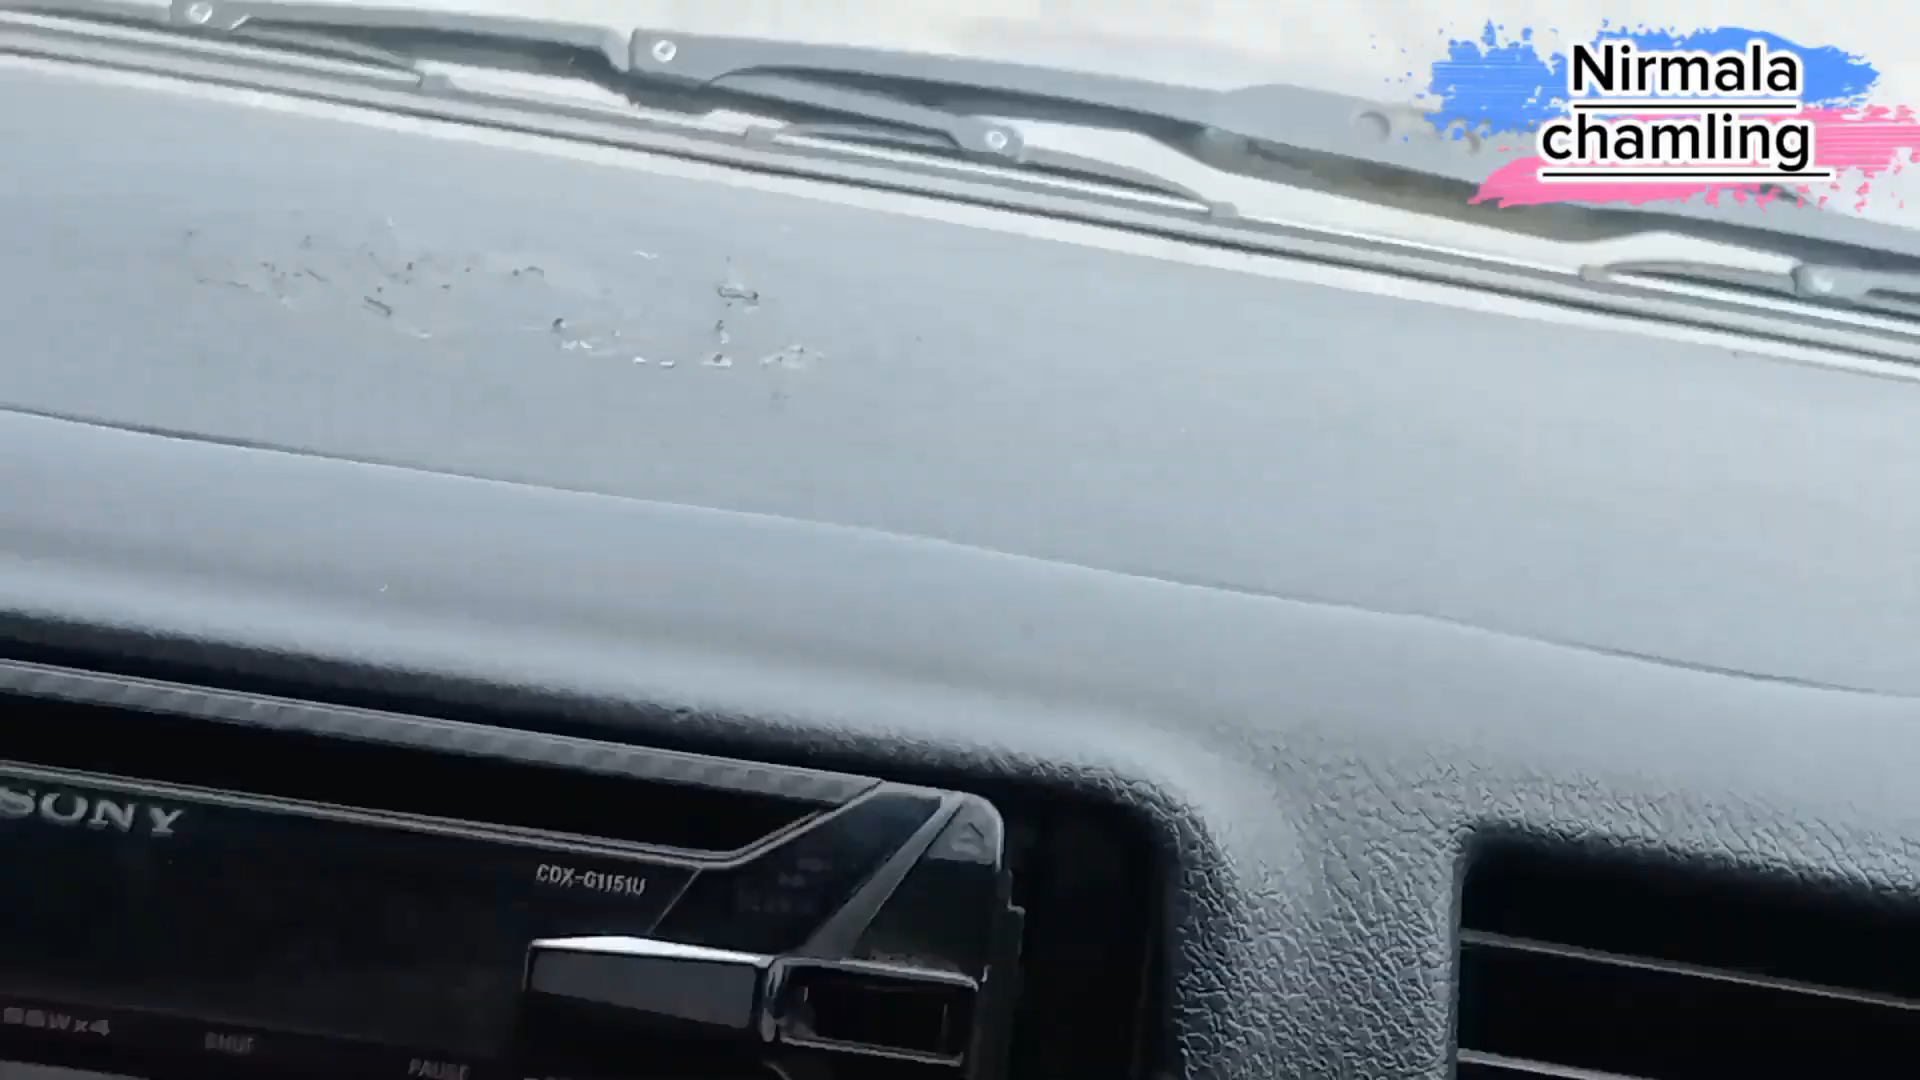 Nirmala
chamling
SONY
CDX-G1151U
PAUSE